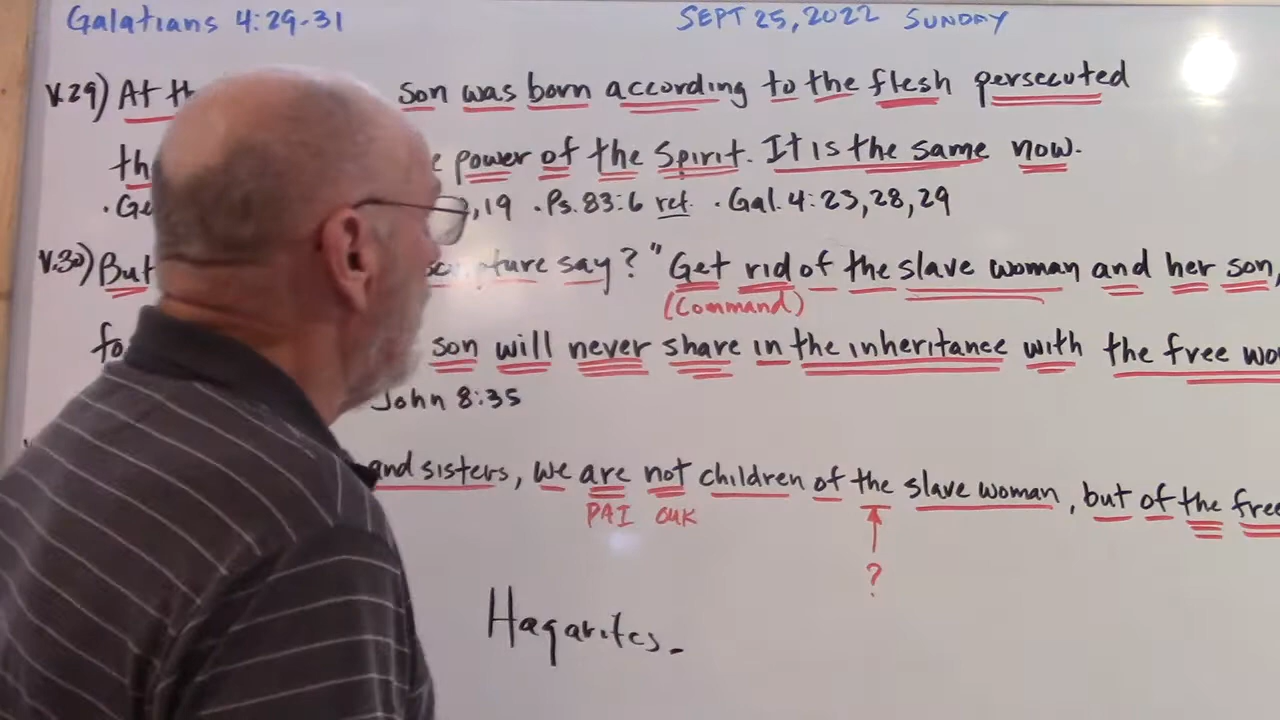 Galatians 4:29-31 SEPT 25, 2022 SUNDAY
V.29) At th son was born according to the flesh persecuted
th power of the Spirit. It is the same now.
· Ge ,19 · Ps. 83:6 ref. · Gal. 4:23, 28, 29
V.30) But scripture say? "Get rid of the slave woman and her son,
(Command)
fo son will never share in the inheritance with the free wo
John 8:35
and sisters, we are not children of the slave woman, but of the free
PAI OUK
?
Hagarites.